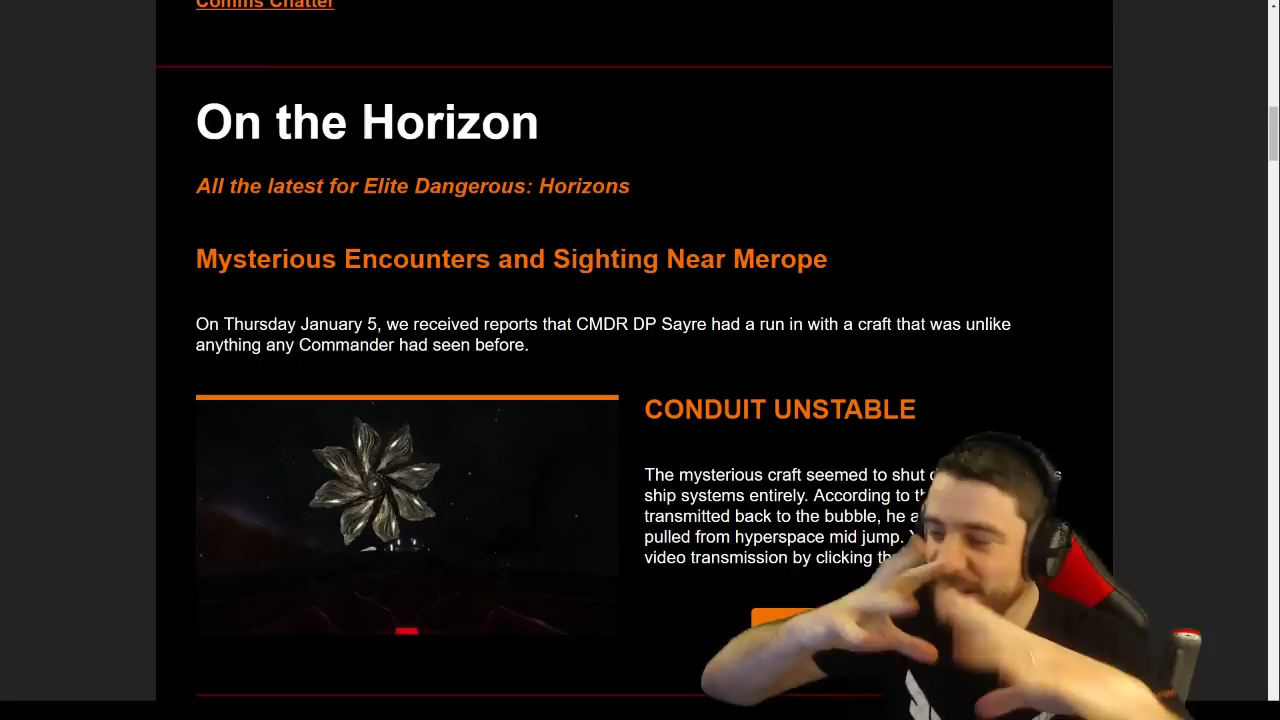 Comms Chatter
On the Horizon
All the latest for Elite Dangerous: Horizons
Mysterious Encounters and Sighting Near Merope
On Thursday January 5, we received reports that CMDR DP Sayre had a run in with a craft that was unlike
anything any Commander had seen before.
CONDUIT UNSTABLE
The mysterious craft seemed to shut
ship systems entirely. According to
transmitted back to the bubble, he
pulled from hyperspace mid jump.
video transmission by clicking